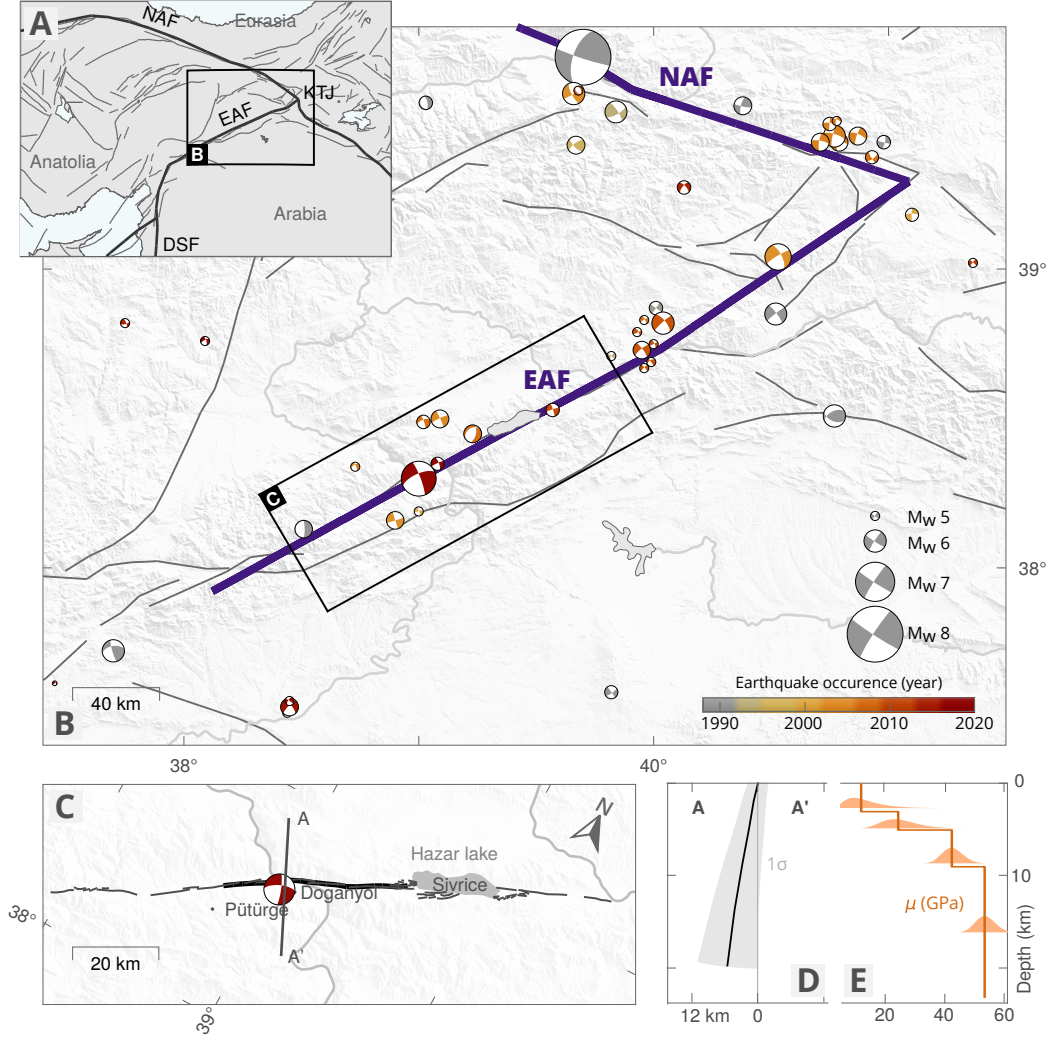 A
NAF
Eurasia
KTJ
EAF
B
Anatolia
Arabia
DSF
NAF
39°
EAF
C
Mw 5
Mw 6
38°
Mw 7
Mw 8
Earthquake occurence (year)
1990 2000 2010 2020
40 km
B
38° 40°
C
N
A
Hazar lake
Doganyol
Sivrice
Pütürge
38°
A'
20 km
39°
A A'
1σ
D
12 km 0
0
10
μ (GPa)
Depth (km)
E
20 40 60